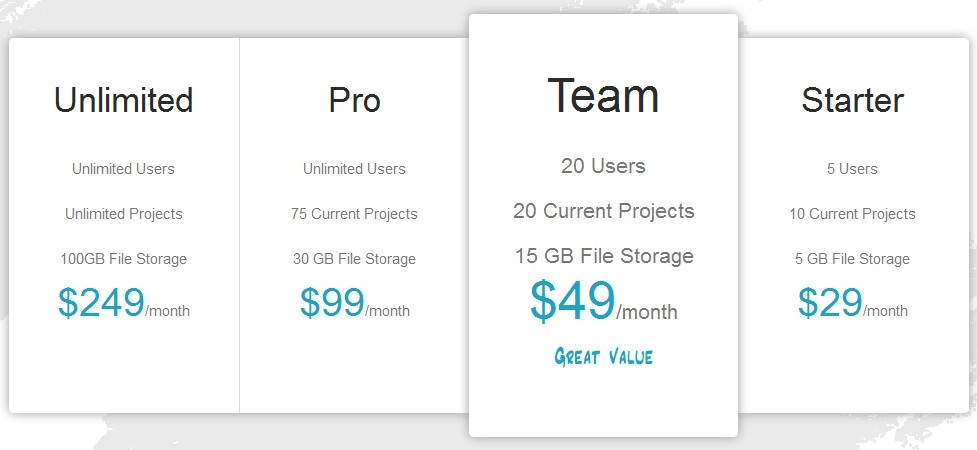 Unlimited
Unlimited Users
Unlimited Projects
100GB File Storage
$249/month
Pro
Unlimited Users
75 Current Projects
30 GB File Storage
$99/month
Team
20 Users
20 Current Projects
15 GB File Storage
$49/month
Great Value
Starter
5 Users
10 Current Projects
5 GB File Storage
$29/month